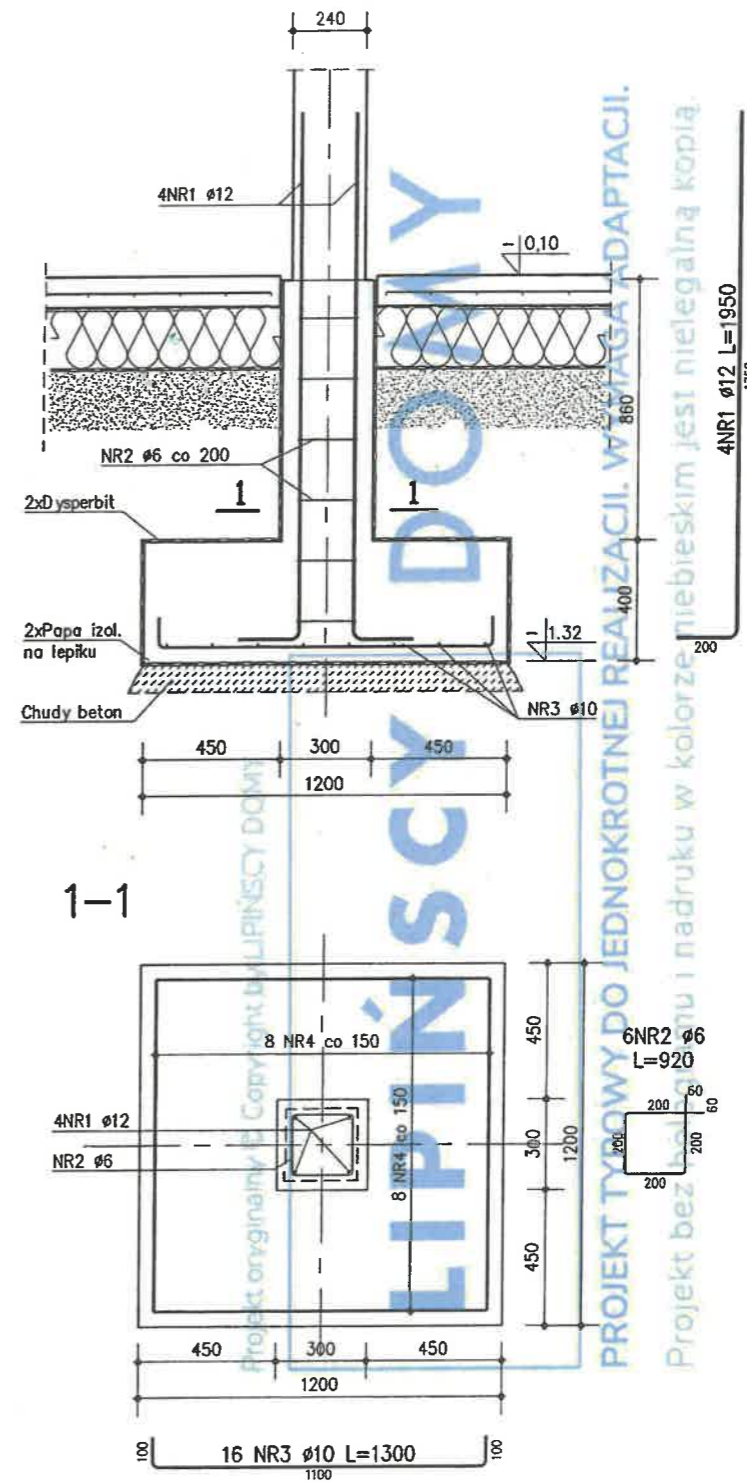 240
4NR1 ø12
- 0,10
860
4NR1 ø12 L=1950
1750
200
NR2 ø6 co 200
1
1
2xDysperbit
400
2xPapa izol.
na lepiku
- 1.32
Chudy beton
NR3 ø10
450
300
450
1200
1-1
8 NR4 co 150
8 NR4 co 150
4NR1 ø12
NR2 ø6
450
300
450
1200
6NR2 ø6
L=920
60
60
200
200
200
200
450
300
450
1200
100
16 NR3 ø10 L=1300
100
1100
LIPIŃSCY DOMY
PROJEKT TYPOWY DO JEDNOKROTNEJ REALIZACJI. WYMAGA ADAPTACJI.
Projekt bez hologramu i nadruku w kolorze niebieskim jest nielegalną kopią.
Projekt oryginalny © Copyright by LIPIŃSCY DOMY